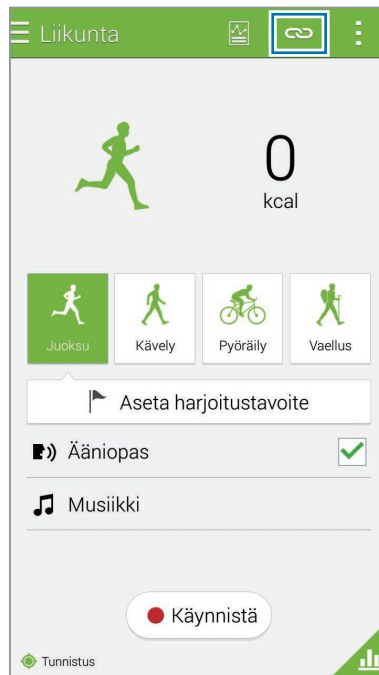 Liikunta
0
kcal
Juoksu
Kävely
Pyöräily
Vaellus
Aseta harjoitustavoite
Ääniopas
Musiikki
Käynnistä
Tunnistus